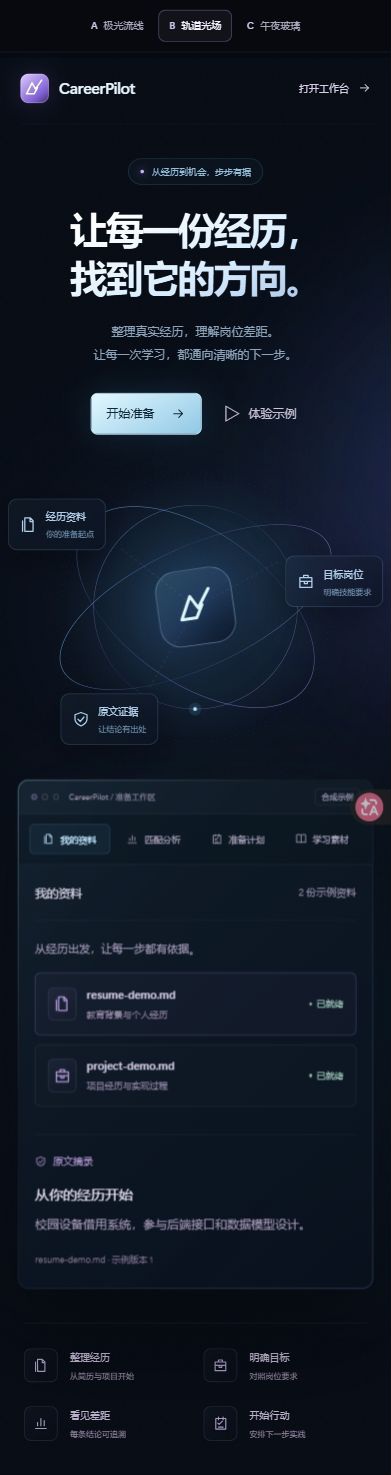 A 极光流线 B 轨道光场 C 午夜玻璃
CareerPilot 打开工作台 →
从经历到机会，步步有据
让每一份经历，
找到它的方向。
整理真实经历，理解岗位差距。
让每一次学习，都通向清晰的下一步。
开始准备 → 体验示例
经历资料
你的准备起点
目标岗位
明确技能要求
原文证据
让结论有出处
CareerPilot / 准备工作区 合成示例
我的资料 匹配分析 准备计划 学习素材
我的资料 2 份示例资料
从经历出发，让每一步都有依据。
resume-demo.md
教育背景与个人经历
已就绪
project-demo.md
项目经历与实现过程
已就绪
原文摘录
从你的经历开始
校园设备借用系统，参与后端接口和数据模型设计。
resume-demo.md · 示例版本 1
整理经历
从简历与项目开始
明确目标
对照岗位要求
看见差距
每条结论可追溯
开始行动
安排下一步实践